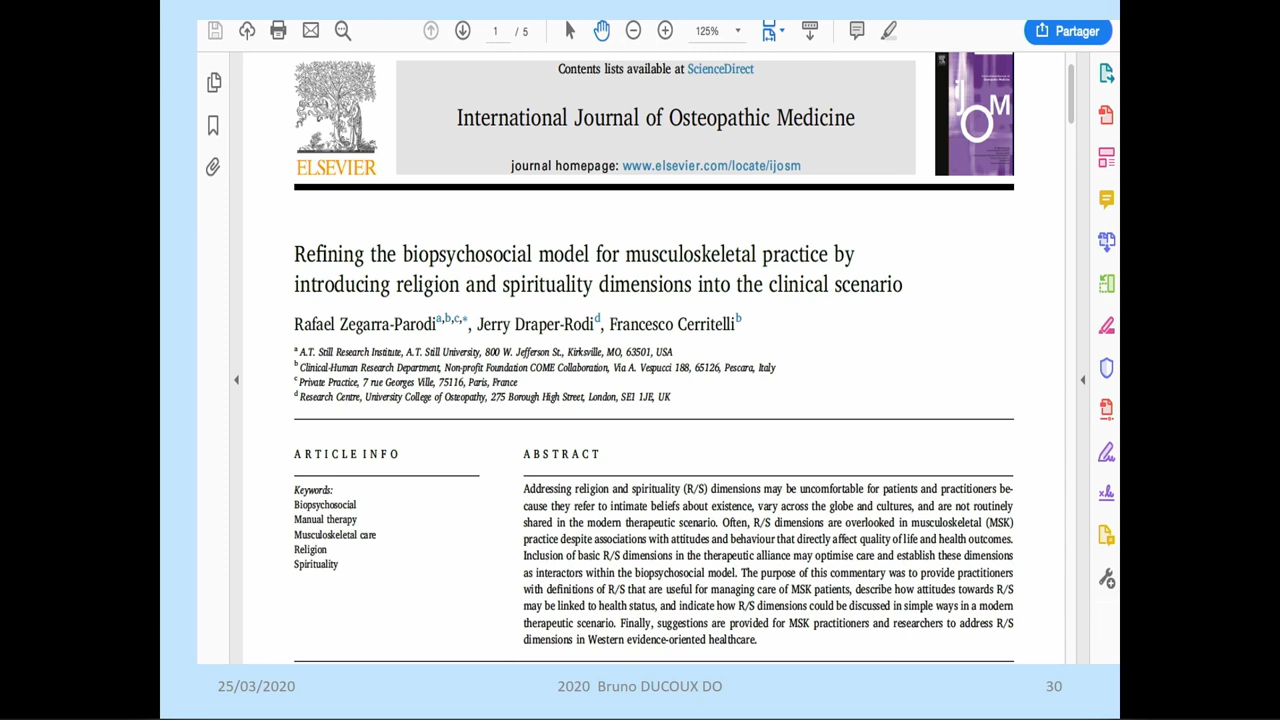 1 / 5
125%
Partager
Contents lists available at ScienceDirect
International Journal of Osteopathic Medicine
journal homepage: www.elsevier.com/locate/ijosm
ELSEVIER
IJOM
Refining the biopsychosocial model for musculoskeletal practice by
introducing religion and spirituality dimensions into the clinical scenario
Rafael Zegarra-Parodi a,b,c,*, Jerry Draper-Rodi d, Francesco Cerritelli b
a A.T. Still Research Institute, A.T. Still University, 800 W. Jefferson St., Kirksville, MO, 63501, USA
b Clinical-Human Research Department, Non-profit Foundation COME Collaboration, Via A. Vespucci 188, 65126, Pescara, Italy
c Private Practice, 7 rue Georges Ville, 75116, Paris, France
d Research Centre, University College of Osteopathy, 275 Borough High Street, London, SE1 1JE, UK
ARTICLE INFO
Keywords:
Biopsychosocial
Manual therapy
Musculoskeletal care
Religion
Spirituality
ABSTRACT
Addressing religion and spirituality (R/S) dimensions may be uncomfortable for patients and practitioners be-
cause they refer to intimate beliefs about existence, vary across the globe and cultures, and are not routinely
shared in the modern therapeutic scenario. Often, R/S dimensions are overlooked in musculoskeletal (MSK)
practice despite associations with attitudes and behaviour that directly affect quality of life and health outcomes.
Inclusion of basic R/S dimensions in the therapeutic alliance may optimise care and establish these dimensions
as interactors within the biopsychosocial model. The purpose of this commentary was to provide practitioners
with definitions of R/S that are useful for managing care of MSK patients, describe how attitudes towards R/S
may be linked to health status, and indicate how R/S dimensions could be discussed in simple ways in a modern
therapeutic scenario. Finally, suggestions are provided for MSK practitioners and researchers to address R/S
dimensions in Western evidence-oriented healthcare.
25/03/2020
2020 Bruno DUCOUX DO
30